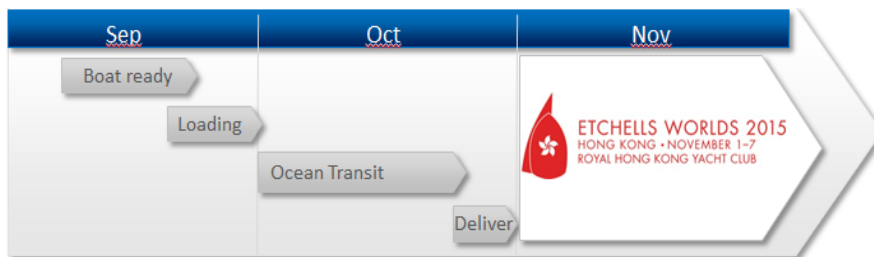 Sep Oct Nov
Boat ready
Loading
Ocean Transit
Deliver
ETCHELLS WORLDS 2015
HONG KONG • NOVEMBER 1–7
ROYAL HONG KONG YACHT CLUB